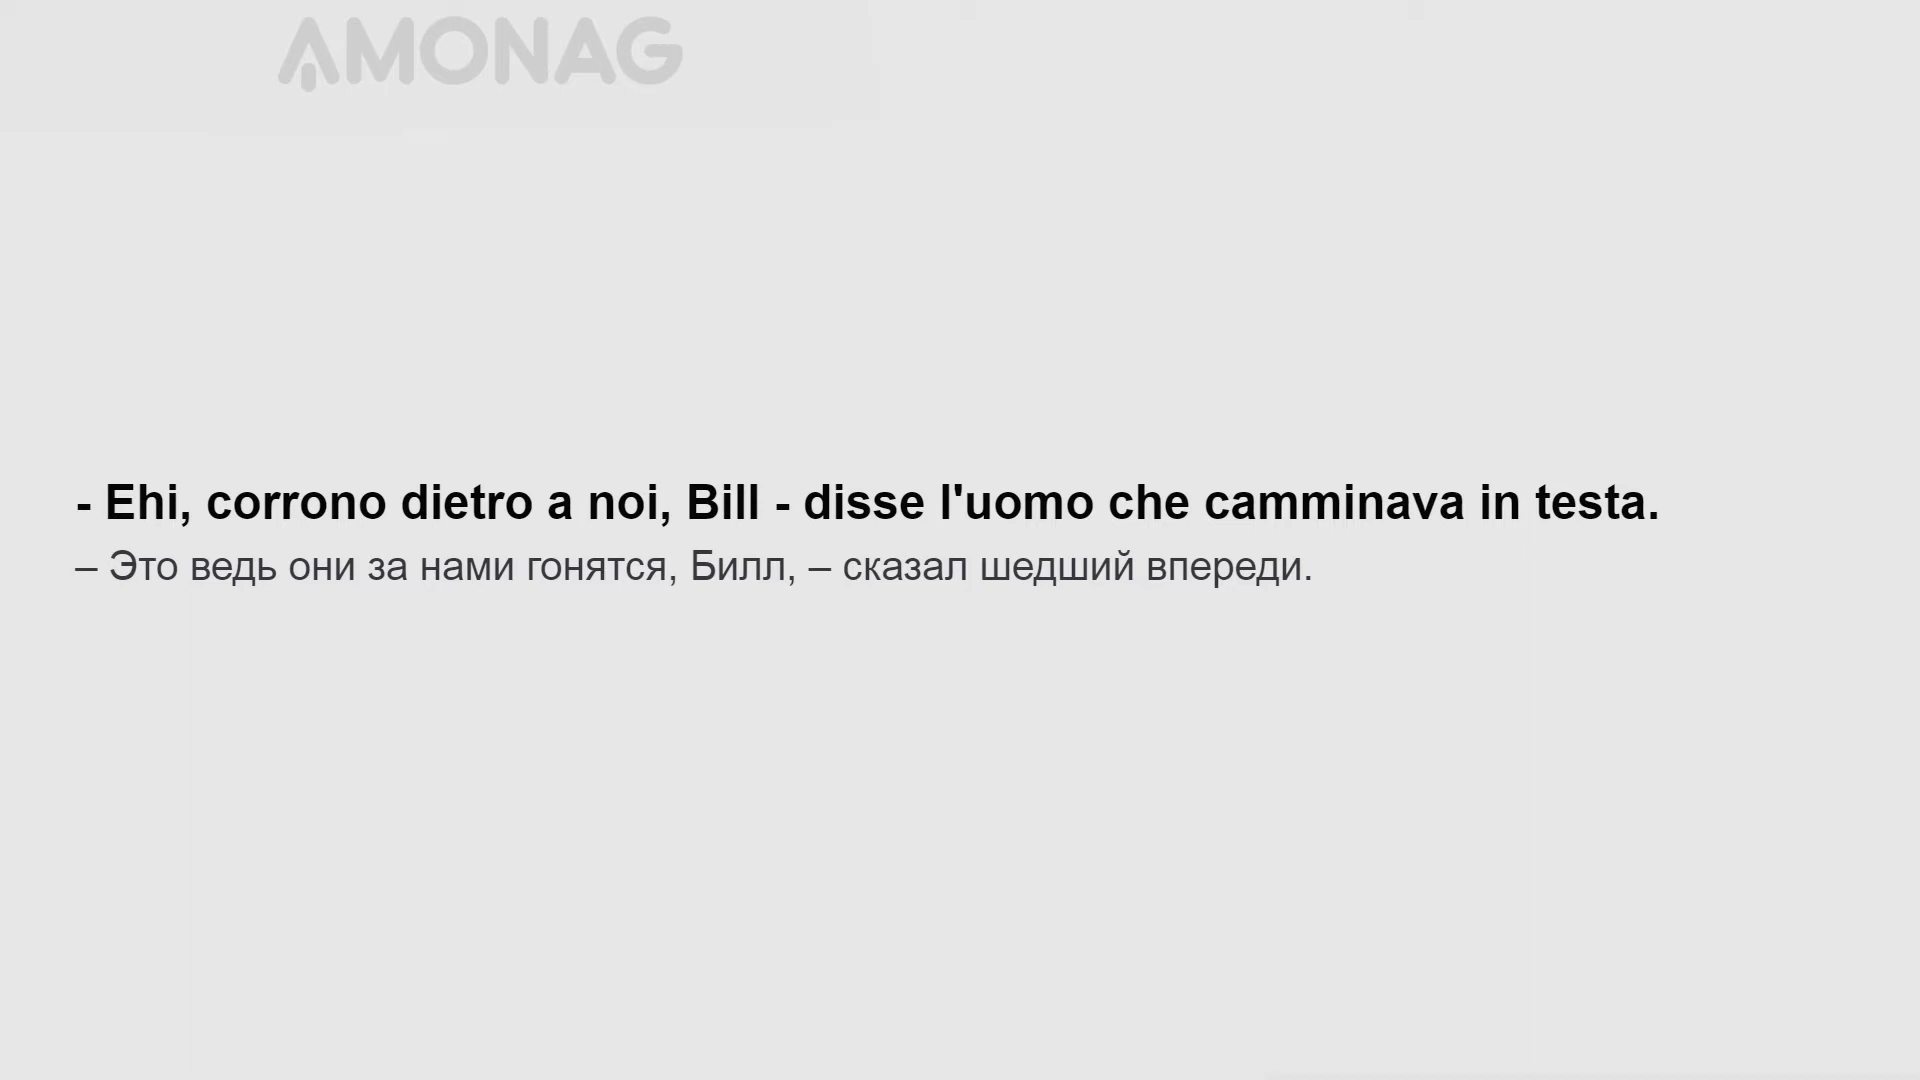 AMONAG
- Ehi, corrono dietro a noi, Bill - disse l'uomo che camminava in testa.
– Это ведь они за нами гонятся, Билл, – сказал шедший впереди.